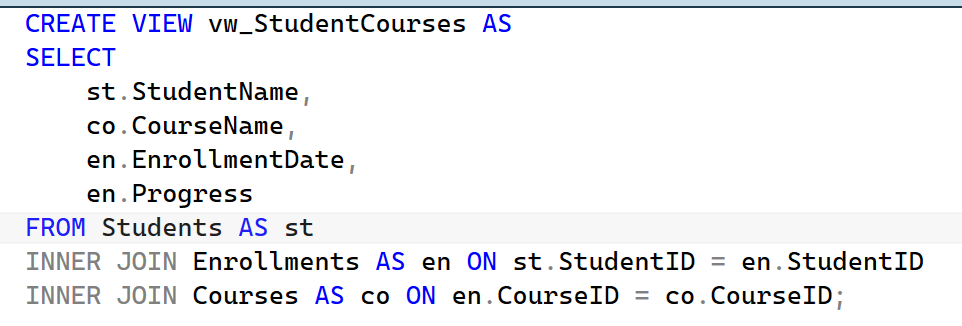 CREATE VIEW vw_StudentCourses AS
SELECT
    st.StudentName,
    co.CourseName,
    en.EnrollmentDate,
    en.Progress
FROM Students AS st
INNER JOIN Enrollments AS en ON st.StudentID = en.StudentID
INNER JOIN Courses AS co ON en.CourseID = co.CourseID;